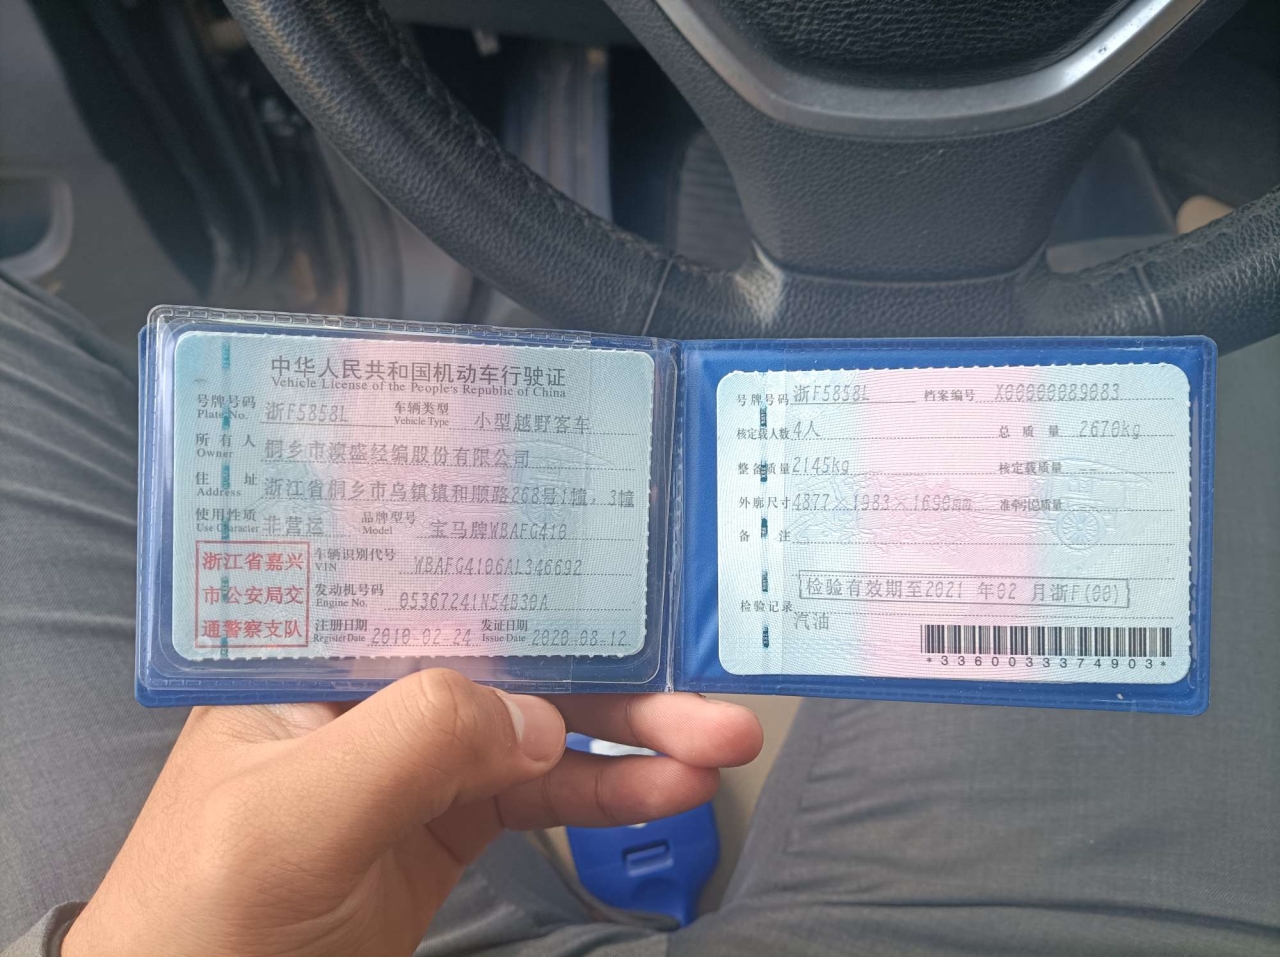 中华人民共和国机动车行驶证
Vehicle License of the People's Republic of China
号牌号码 浙F5858L 车辆类型 小型越野客车
Plate No. Vehicle Type
所有人 桐乡市澳盛经编股份有限公司
Owner
住址 浙江省桐乡市乌镇镇和顺路268号1幢，3幢
Address
使用性质 非营运 品牌型号 宝马牌WBAFG410
Use Character Model
浙江省嘉兴
市公安局交
通警察支队
车辆识别代号 WBAFG4106AL346692
VIN
发动机号码 05367241N54B30A
Engine No.
注册日期 2010-02-24 发证日期 2020-08-12
Register Date Issue Date
号牌号码 浙F5858L 档案编号 X00000089083
核定载人数 4人 总质量 2670kg
整备质量 2145kg 核定载质量 --
外廓尺寸 4877×1983×1690mm 准牵引总质量
备注
检验有效期至2021 年02 月浙F(00)
检验记录
汽油
*3360033374903*